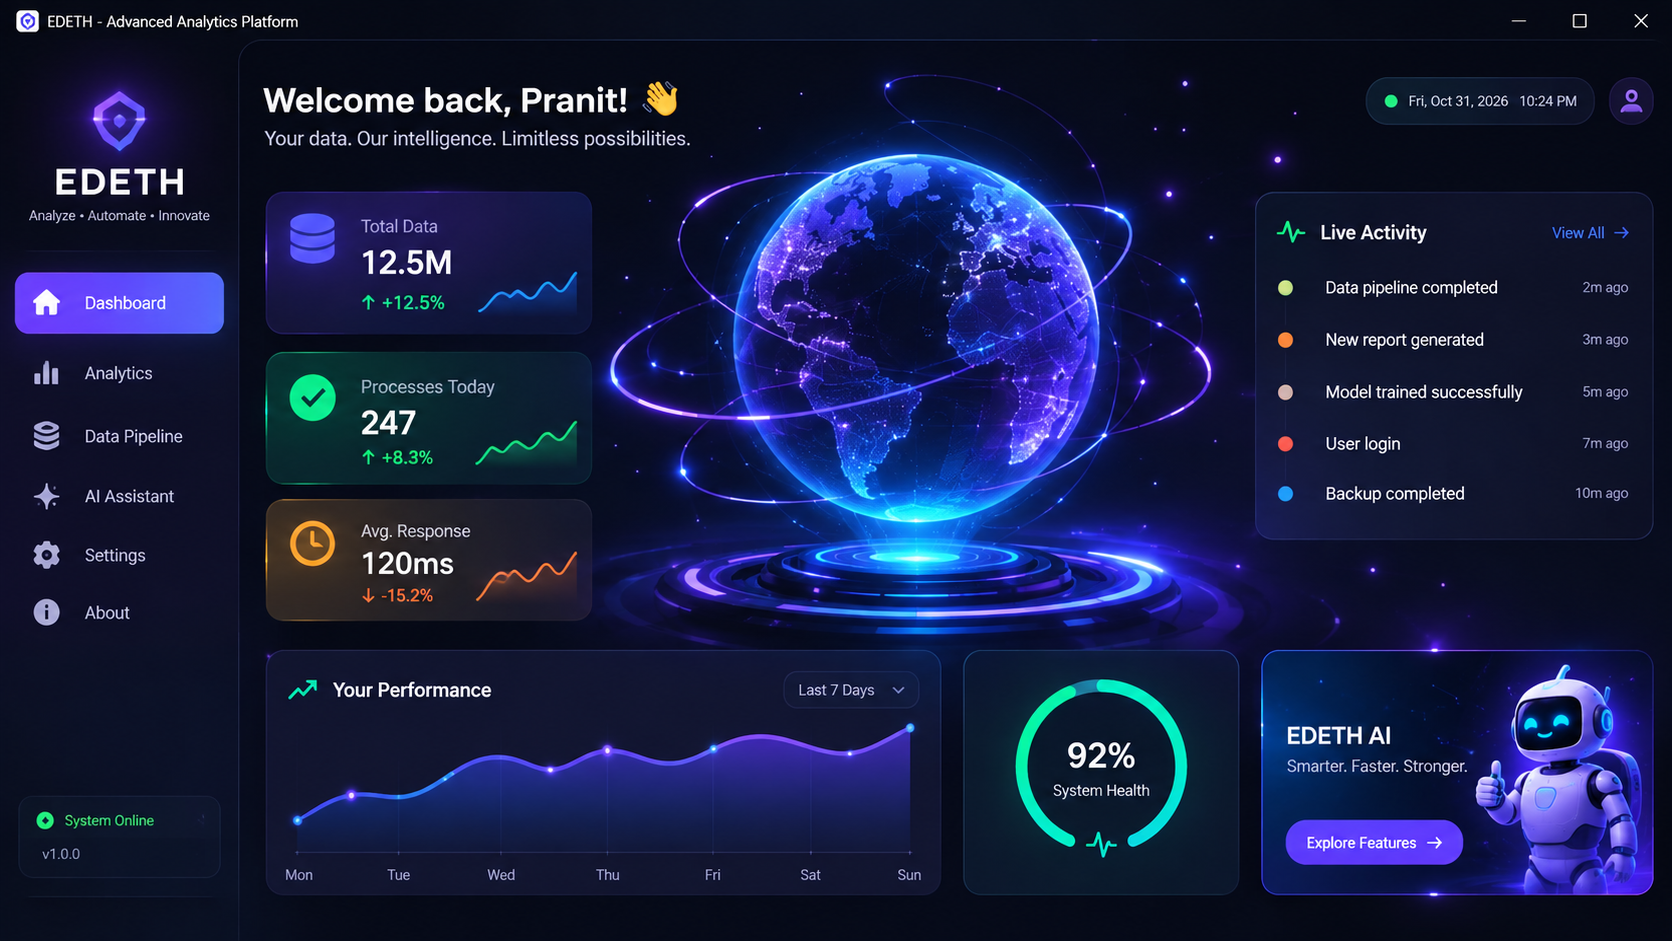 EDETH - Advanced Analytics Platform
EDETH
Analyze • Automate • Innovate
Dashboard
Analytics
Data Pipeline
AI Assistant
Settings
About
System Online
v1.0.0
Welcome back, Pranit! 👋
Your data. Our intelligence. Limitless possibilities.
Fri, Oct 31, 2026 10:24 PM
Total Data
12.5M
↑ +12.5%
Processes Today
247
↑ +8.3%
Avg. Response
120ms
↓ -15.2%
Live Activity
View All →
Data pipeline completed 2m ago
New report generated 3m ago
Model trained successfully 5m ago
User login 7m ago
Backup completed 10m ago
Your Performance
Last 7 Days
Mon Tue Wed Thu Fri Sat Sun
92%
System Health
EDETH AI
Smarter. Faster. Stronger.
Explore Features →